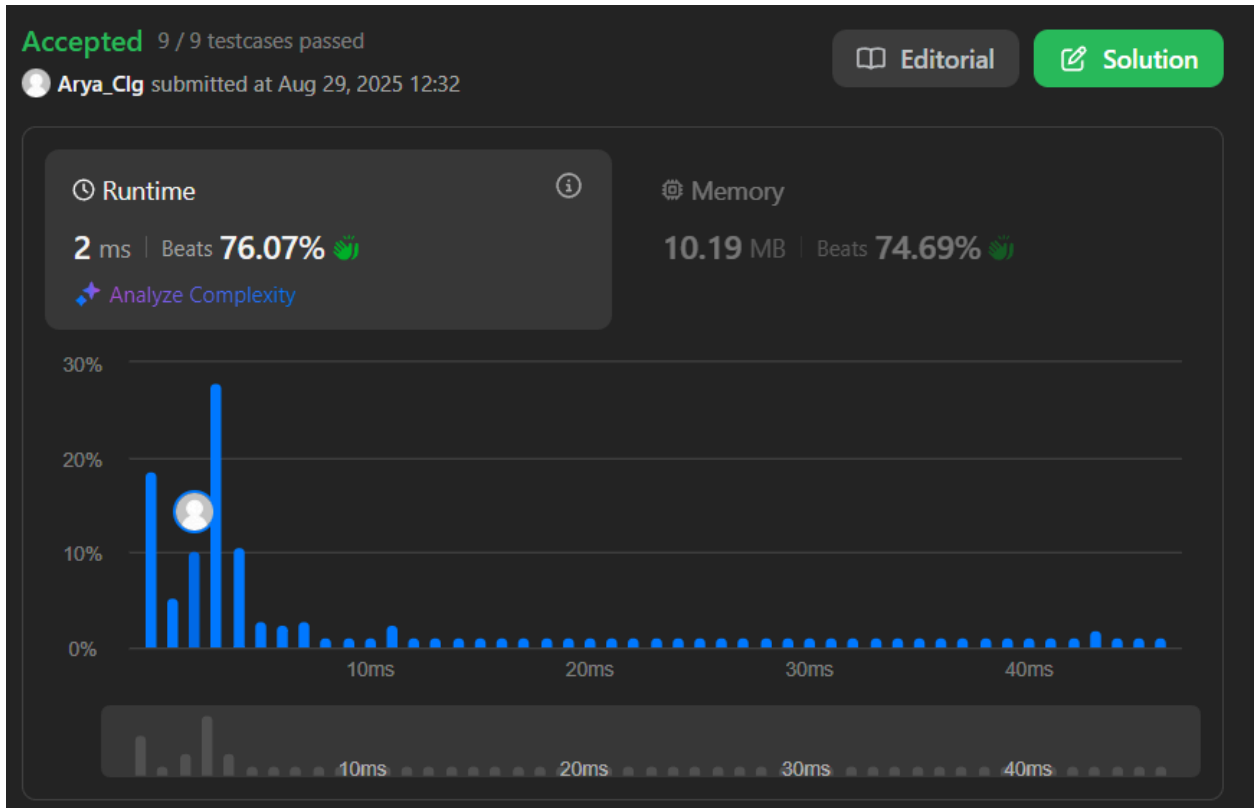 Accepted 9 / 9 testcases passed
Editorial
Solution
Arya_Clg submitted at Aug 29, 2025 12:32
Runtime
2 ms | Beats 76.07%
Analyze Complexity
Memory
10.19 MB | Beats 74.69%
30%
20%
10%
0%
10ms 20ms 30ms 40ms
10ms 20ms 30ms 40ms